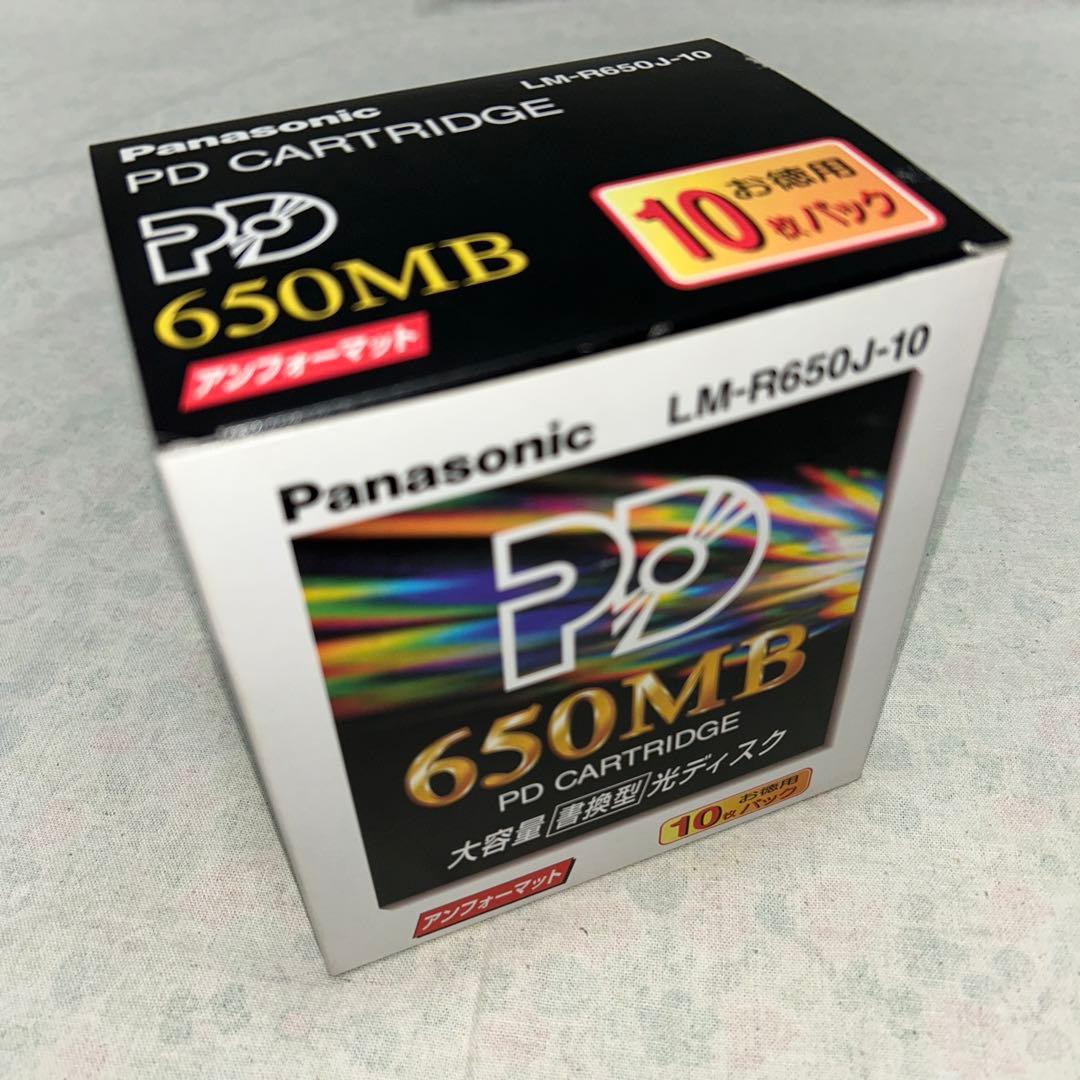 Panasonic
LM-R650J-10
PD CARTRIDGE
PD
650MB
アンフォーマット
お徳用
10枚パック
Panasonic
LM-R650J-10
PD
650MB
PD CARTRIDGE
大容量 書換型 光ディスク
お徳用
10枚パック
アンフォーマット